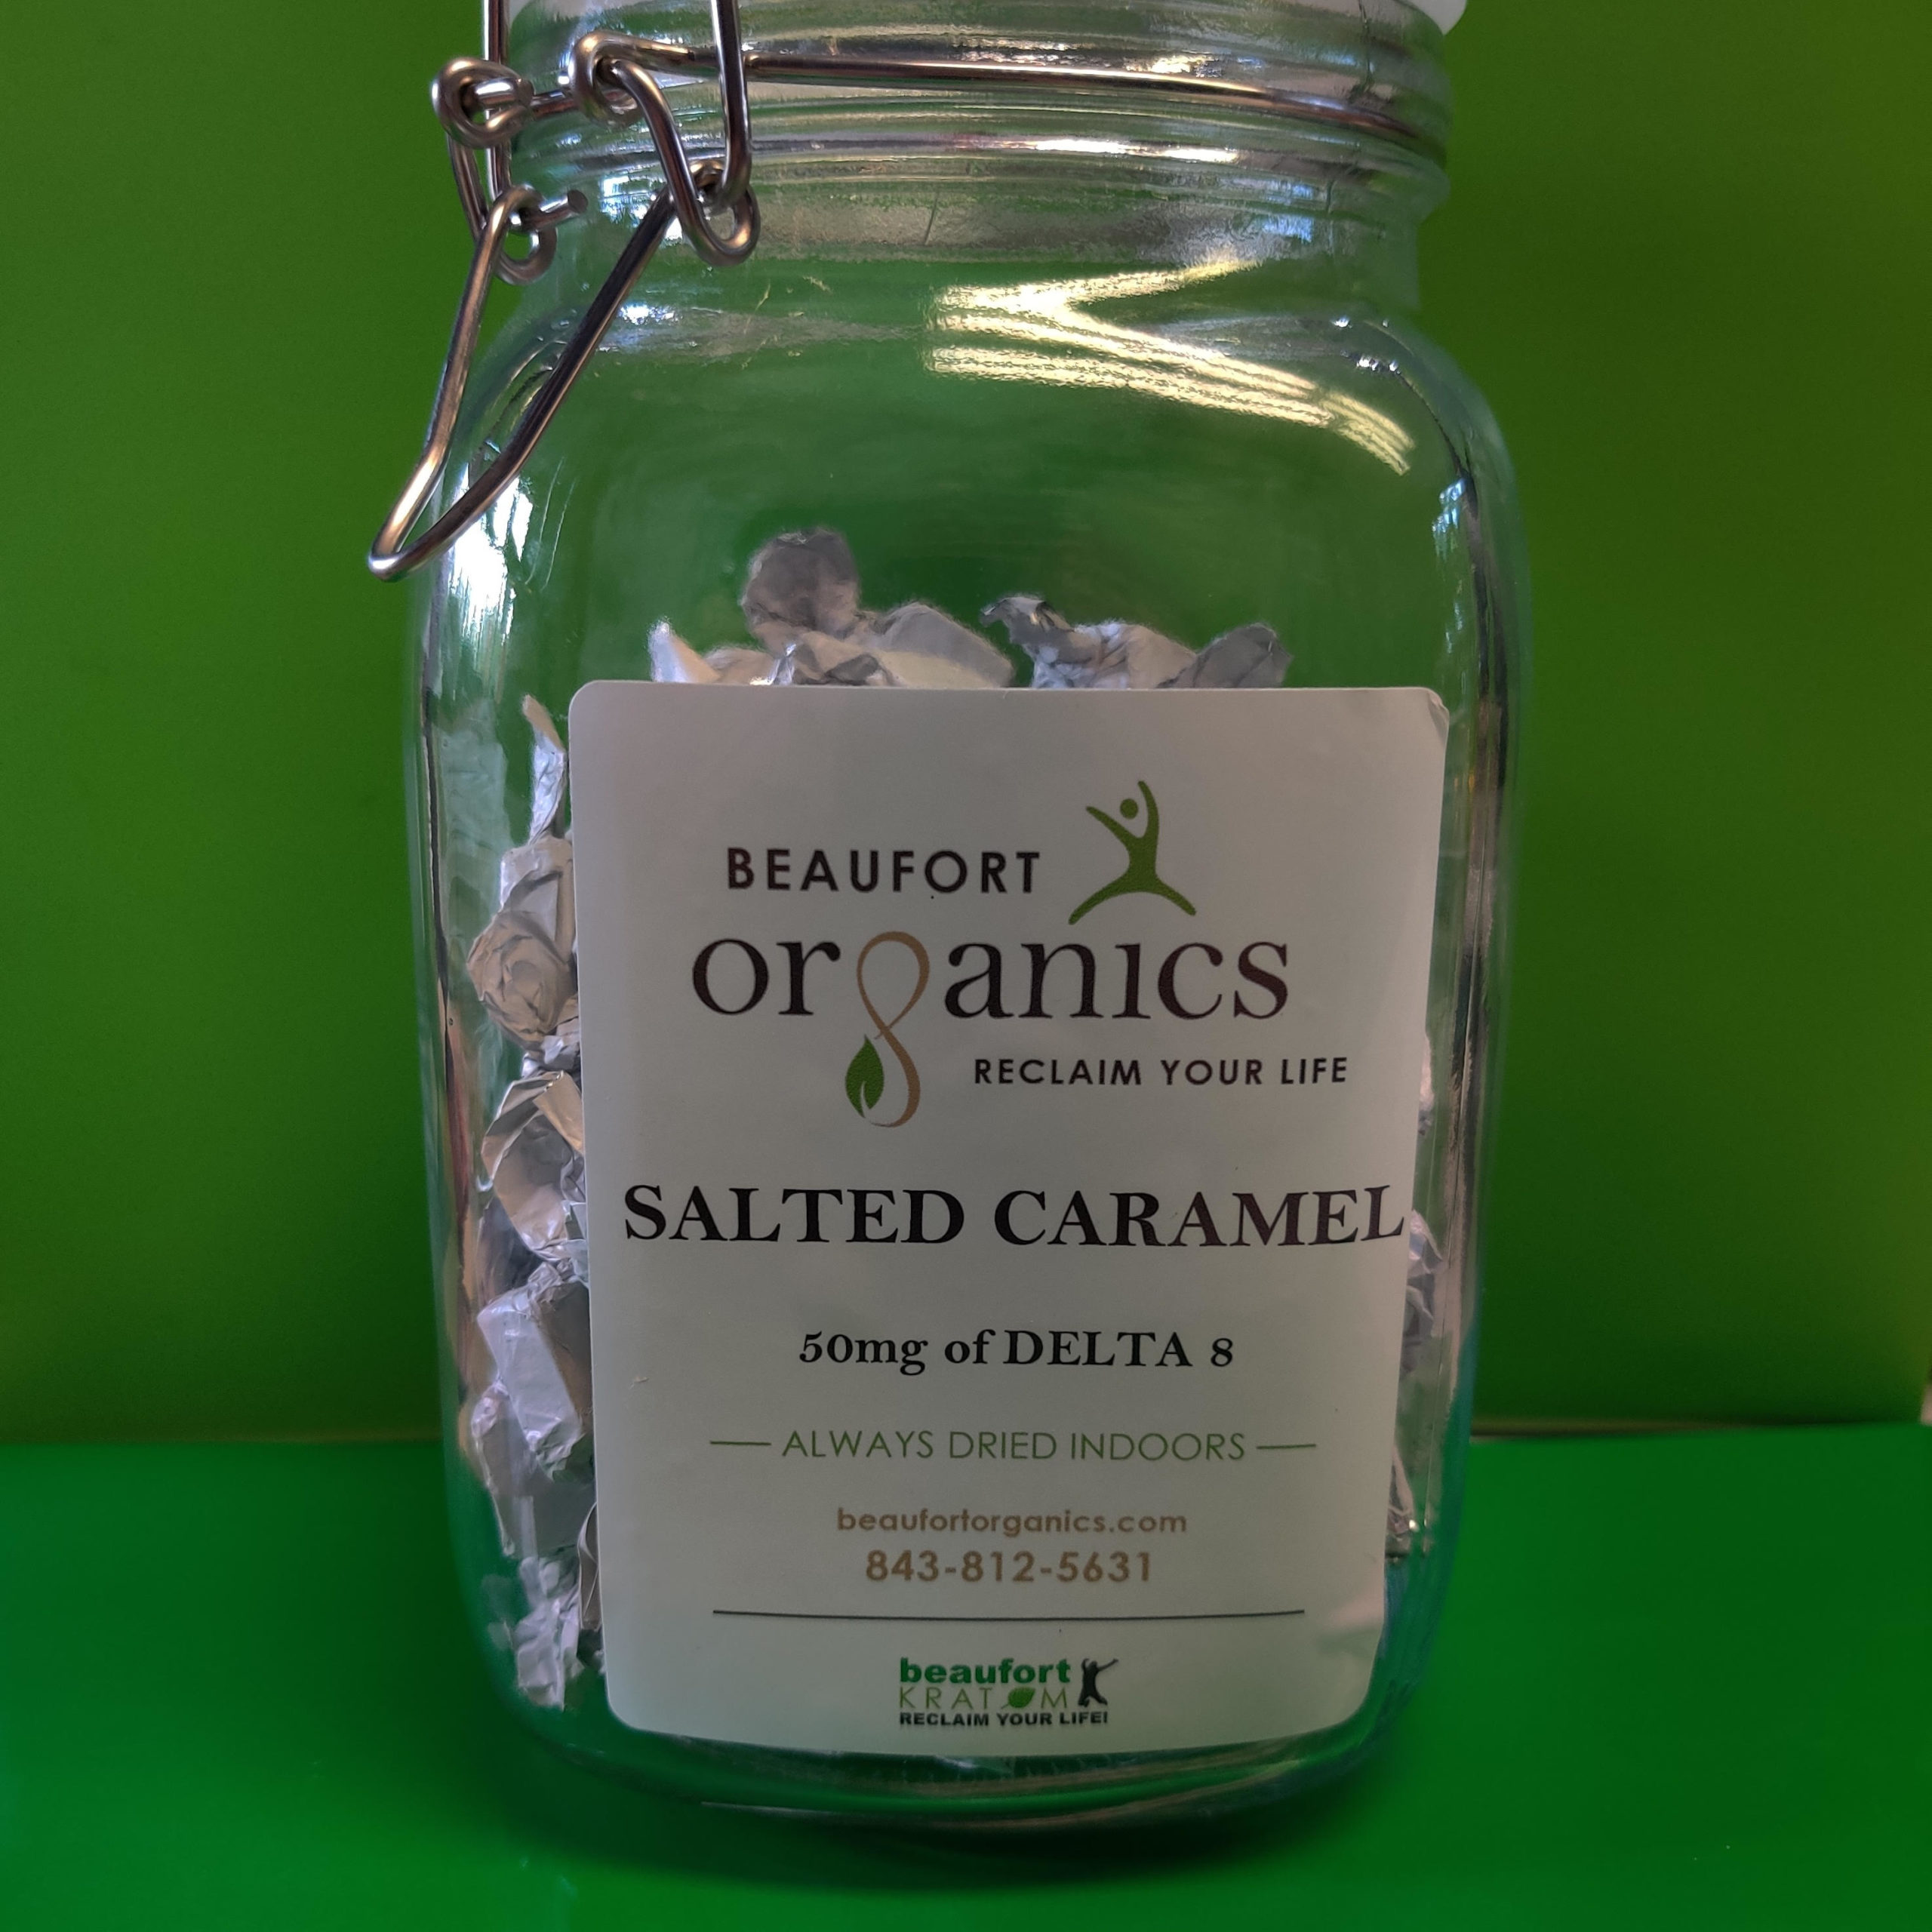 BEAUFORT
organics
RECLAIM YOUR LIFE
SALTED CARAMEL
50mg of DELTA 8
ALWAYS DRIED INDOORS
beaufortorganics.com
843-812-5631
beaufort
KRATOM
RECLAIM YOUR LIFE!